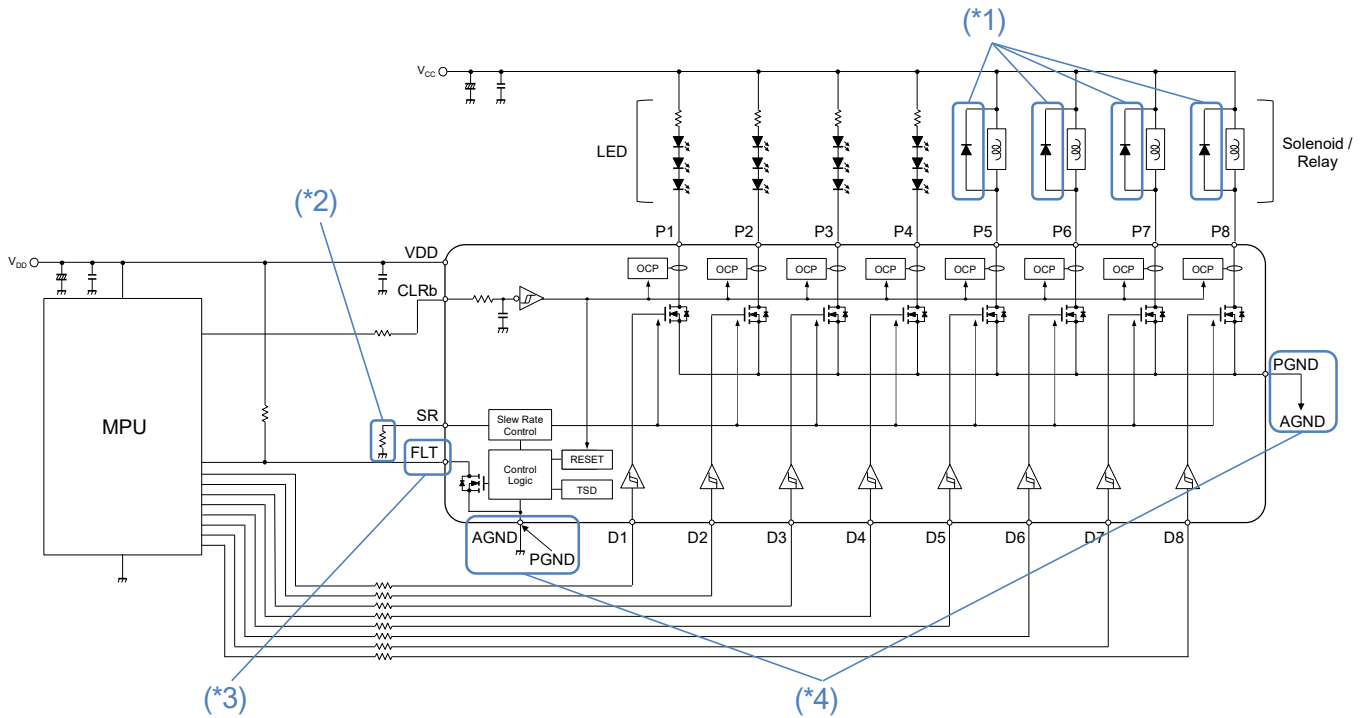 (*1)
VCC
LED
Solenoid /
Relay
(*2)
P1 P2 P3 P4 P5 P6 P7 P8
VDD
VDD
OCP OCP OCP OCP OCP OCP OCP OCP
CLRb
PGND
AGND
MPU
SR
Slew Rate
Control
FLT
Control
Logic
RESET
TSD
AGND
PGND
D1 D2 D3 D4 D5 D6 D7 D8
(*3)
(*4)